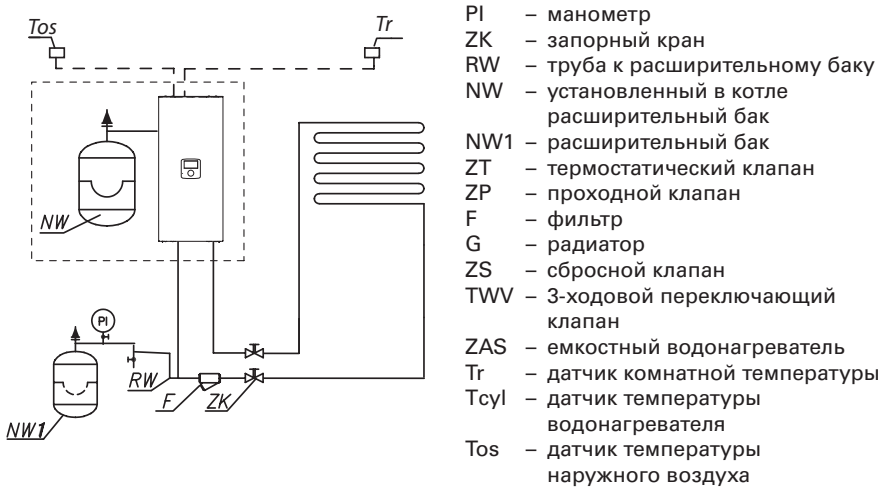 Tos
Tr
NW
PI
RW
F
ZK
NW1
PI – манометр
ZK – запорный кран
RW – труба к расширительному баку
NW – установленный в котле
расширительный бак
NW1 – расширительный бак
ZT – термостатический клапан
ZP – проходной клапан
F – фильтр
G – радиатор
ZS – сбросной клапан
TWV – 3-ходовой переключающий
клапан
ZAS – емкостный водонагреватель
Tr – датчик комнатной температуры
Tcyl – датчик температуры
водонагревателя
Tos – датчик температуры
наружного воздуха